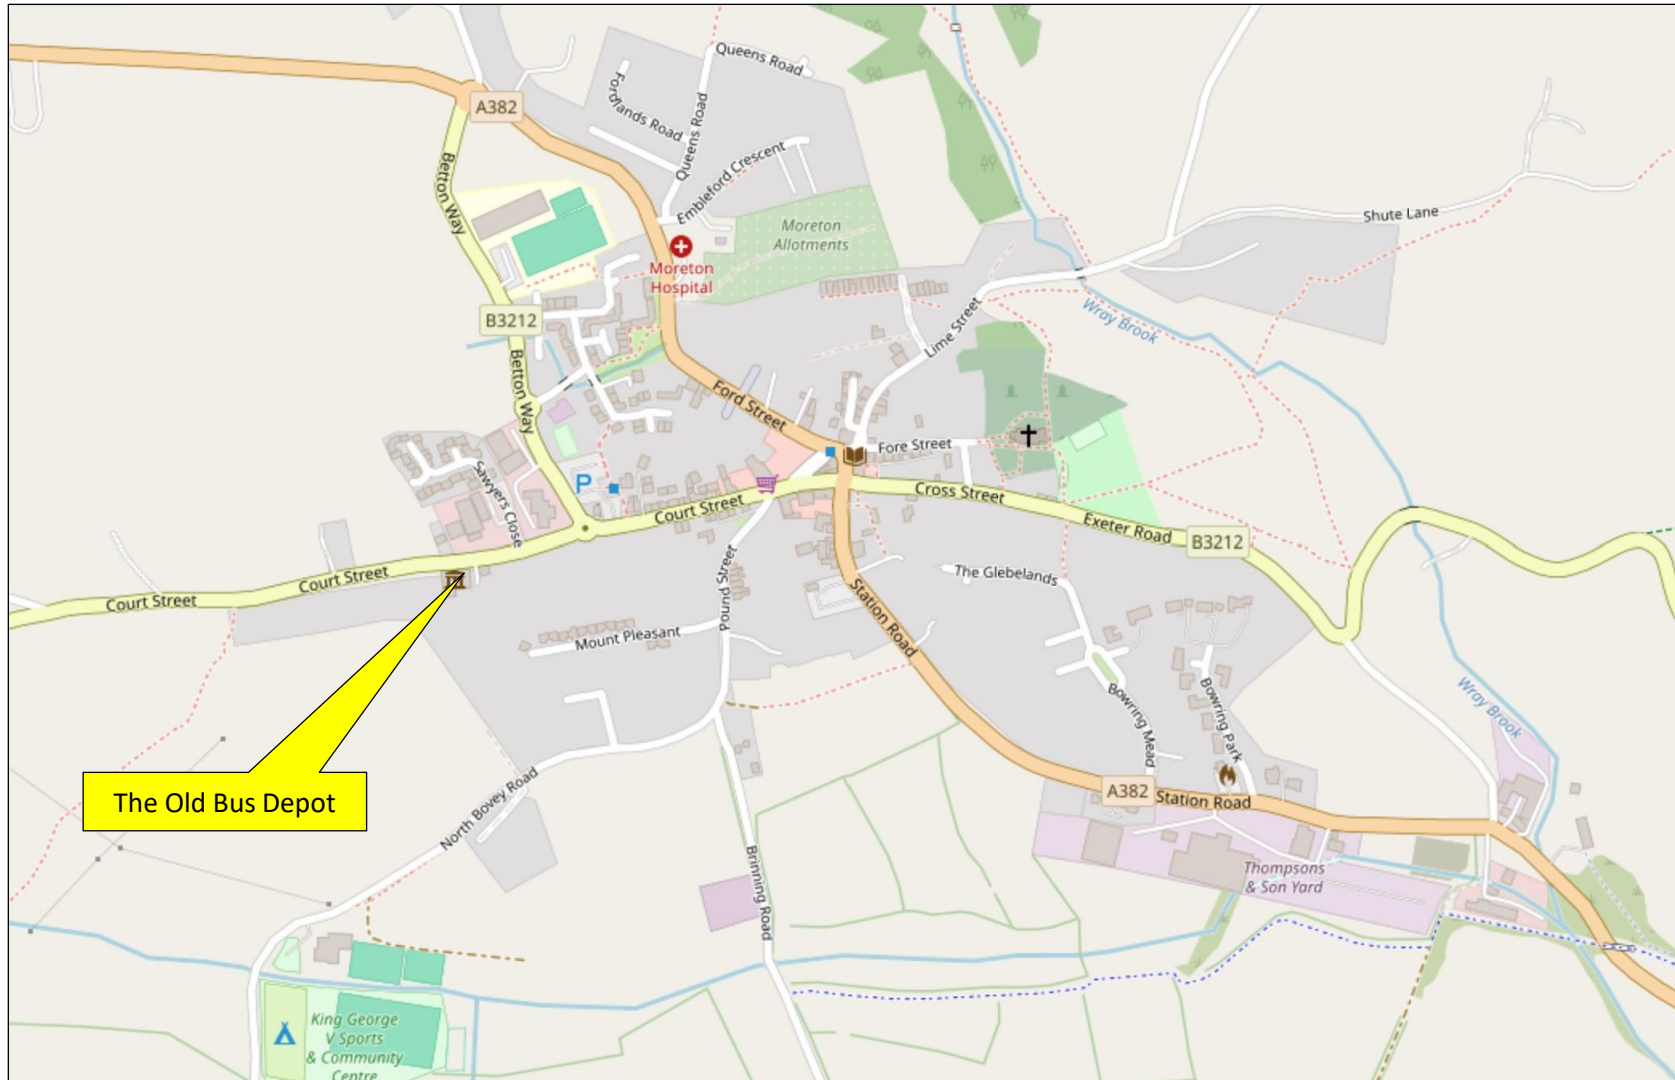 Queens Road
Fordlands Road
Queens Road
A382
Embleford Crescent
Betton Way
Moreton
Allotments
Shute Lane
Moreton
Hospital
B3212
Lime Street
Wray Brook
Betton Way
Ford Street
Fore Street
Sawyers Close
P
Court Street
Cross Street
Exeter Road
B3212
Court Street
Court Street
Pound Street
The Glebelands
Station Road
Mount Pleasant
Bowring Mead
Bowring Park
Wray Brook
The Old Bus Depot
A382
Station Road
North Bovey Road
Brinning Road
Thompsons
& Son Yard
King George
V Sports
& Community
Centre